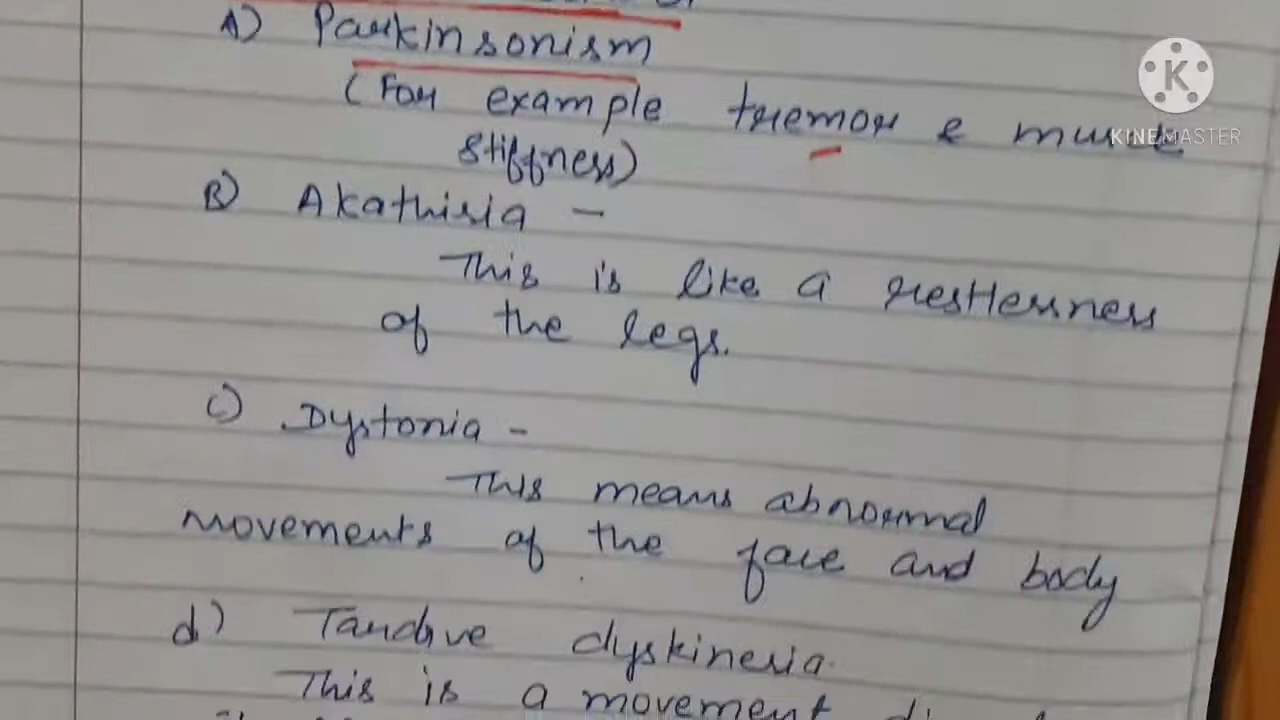 A) Parkinsonism
(For example tremor & muscle
stiffness)
B) Akathisia -
This is like a restlessness
of the legs.
C) Dystonia -
This means abnormal
movements of the face and body
d) Tardive dyskinesia.
This is a movement
K
KINEMASTER